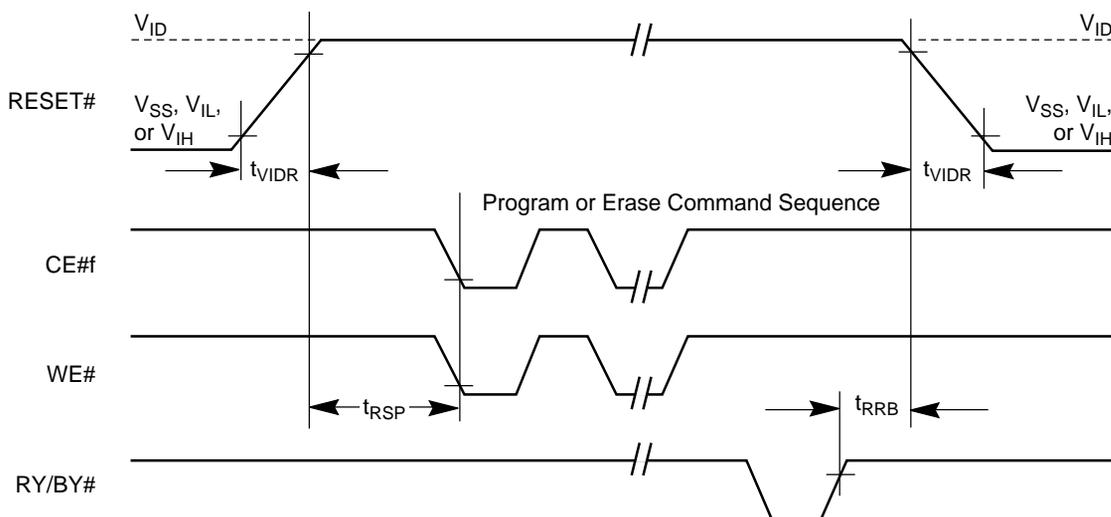 VID
VID
RESET#
VSS, VIL,
or VIH
VSS, VIL,
or VIH
tVIDR
tVIDR
Program or Erase Command Sequence
CE#f
WE#
tRSP
tRRB
RY/BY#